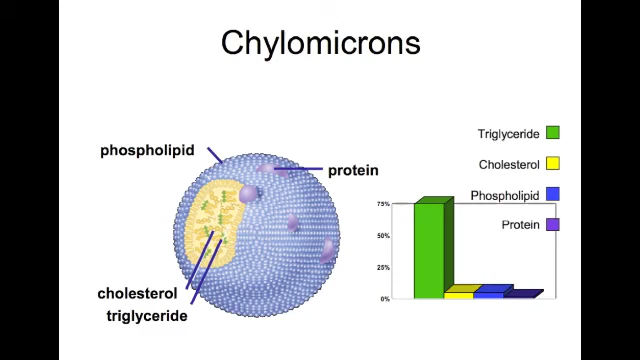 Chylomicrons
phospholipid
protein
cholesterol
triglyceride
Triglyceride
Cholesterol
Phospholipid
Protein
75%
50%
25%
0%